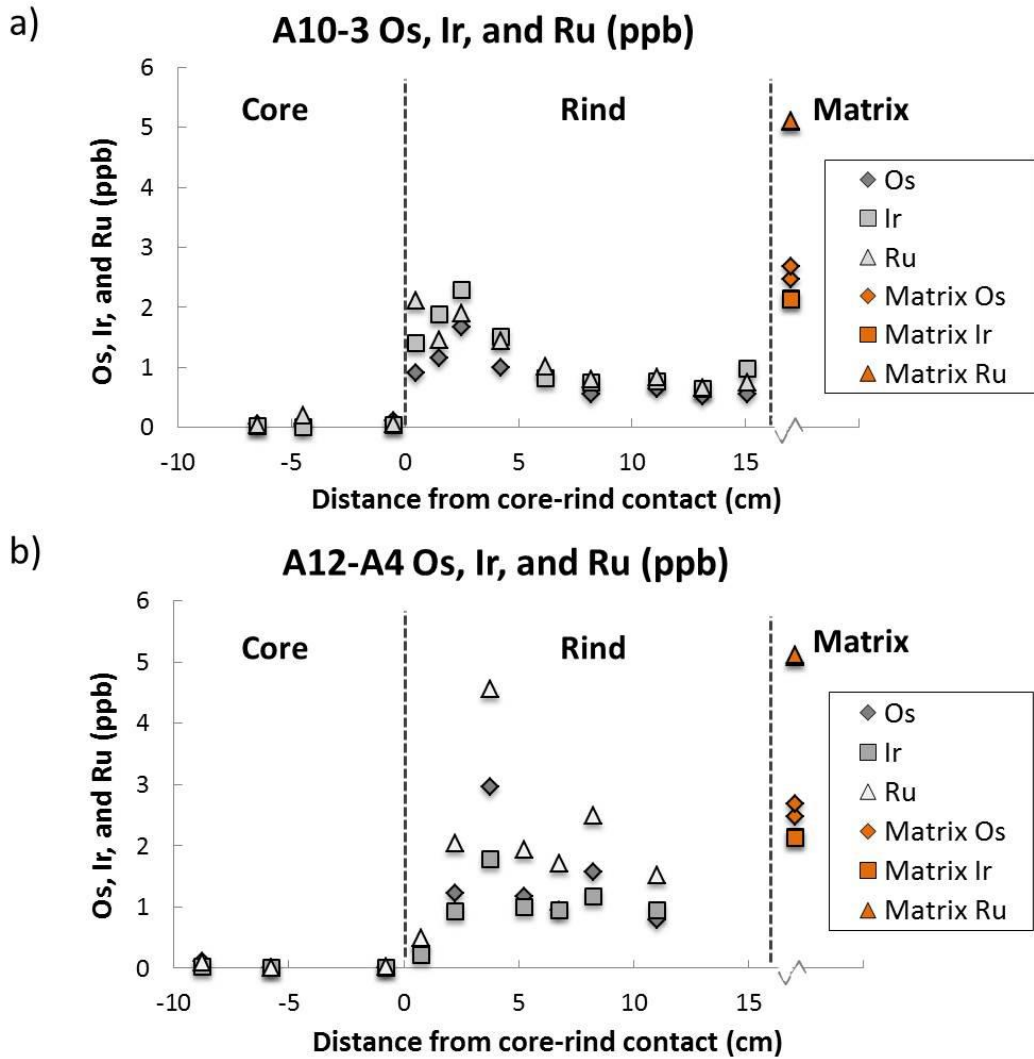 a)
A10-3 Os, Ir, and Ru (ppb)
Os, Ir, and Ru (ppb)
6
5
4
3
2
1
0
Core
Rind
Matrix
Os
Ir
Ru
Matrix Os
Matrix Ir
Matrix Ru
-10
-5
0
5
10
15
Distance from core-rind contact (cm)
b)
A12-A4 Os, Ir, and Ru (ppb)
Os, Ir, and Ru (ppb)
6
5
4
3
2
1
0
Core
Rind
Matrix
Os
Ir
Ru
Matrix Os
Matrix Ir
Matrix Ru
-10
-5
0
5
10
15
Distance from core-rind contact (cm)